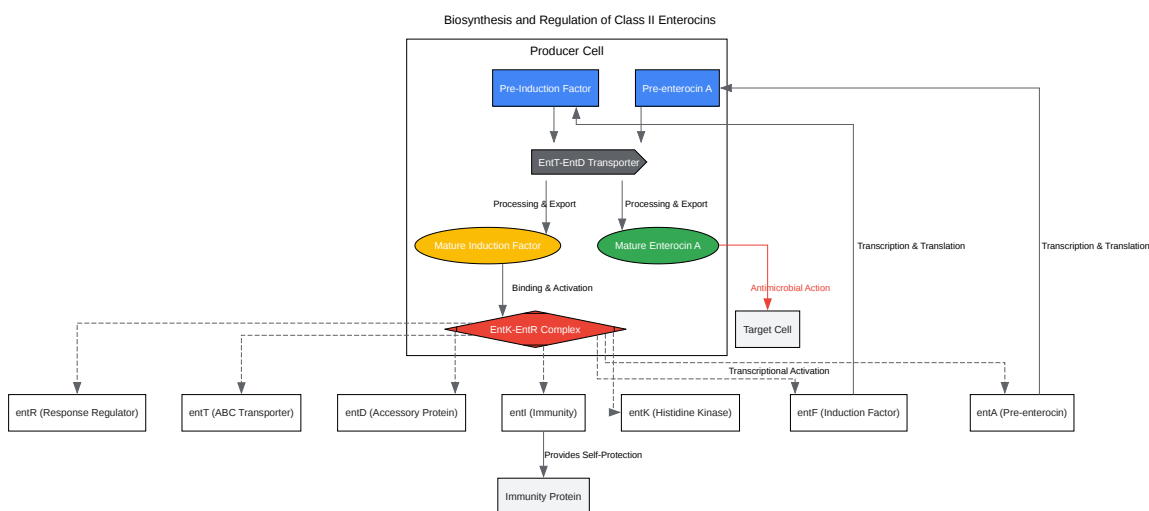 Biosynthesis and Regulation of Class II Enterocins
Producer Cell
Pre-Induction Factor
Pre-enterocin A
EntT-EntD Transporter
Processing & Export
Processing & Export
Mature Induction Factor
Mature Enterocin A
Transcription & Translation
Transcription & Translation
Binding & Activation
Antimicrobial Action
EntK-EntR Complex
Target Cell
Transcriptional Activation
entR (Response Regulator)
entT (ABC Transporter)
entD (Accessory Protein)
entI (Immunity)
entK (Histidine Kinase)
entF (Induction Factor)
entA (Pre-enterocin)
Provides Self-Protection
Immunity Protein